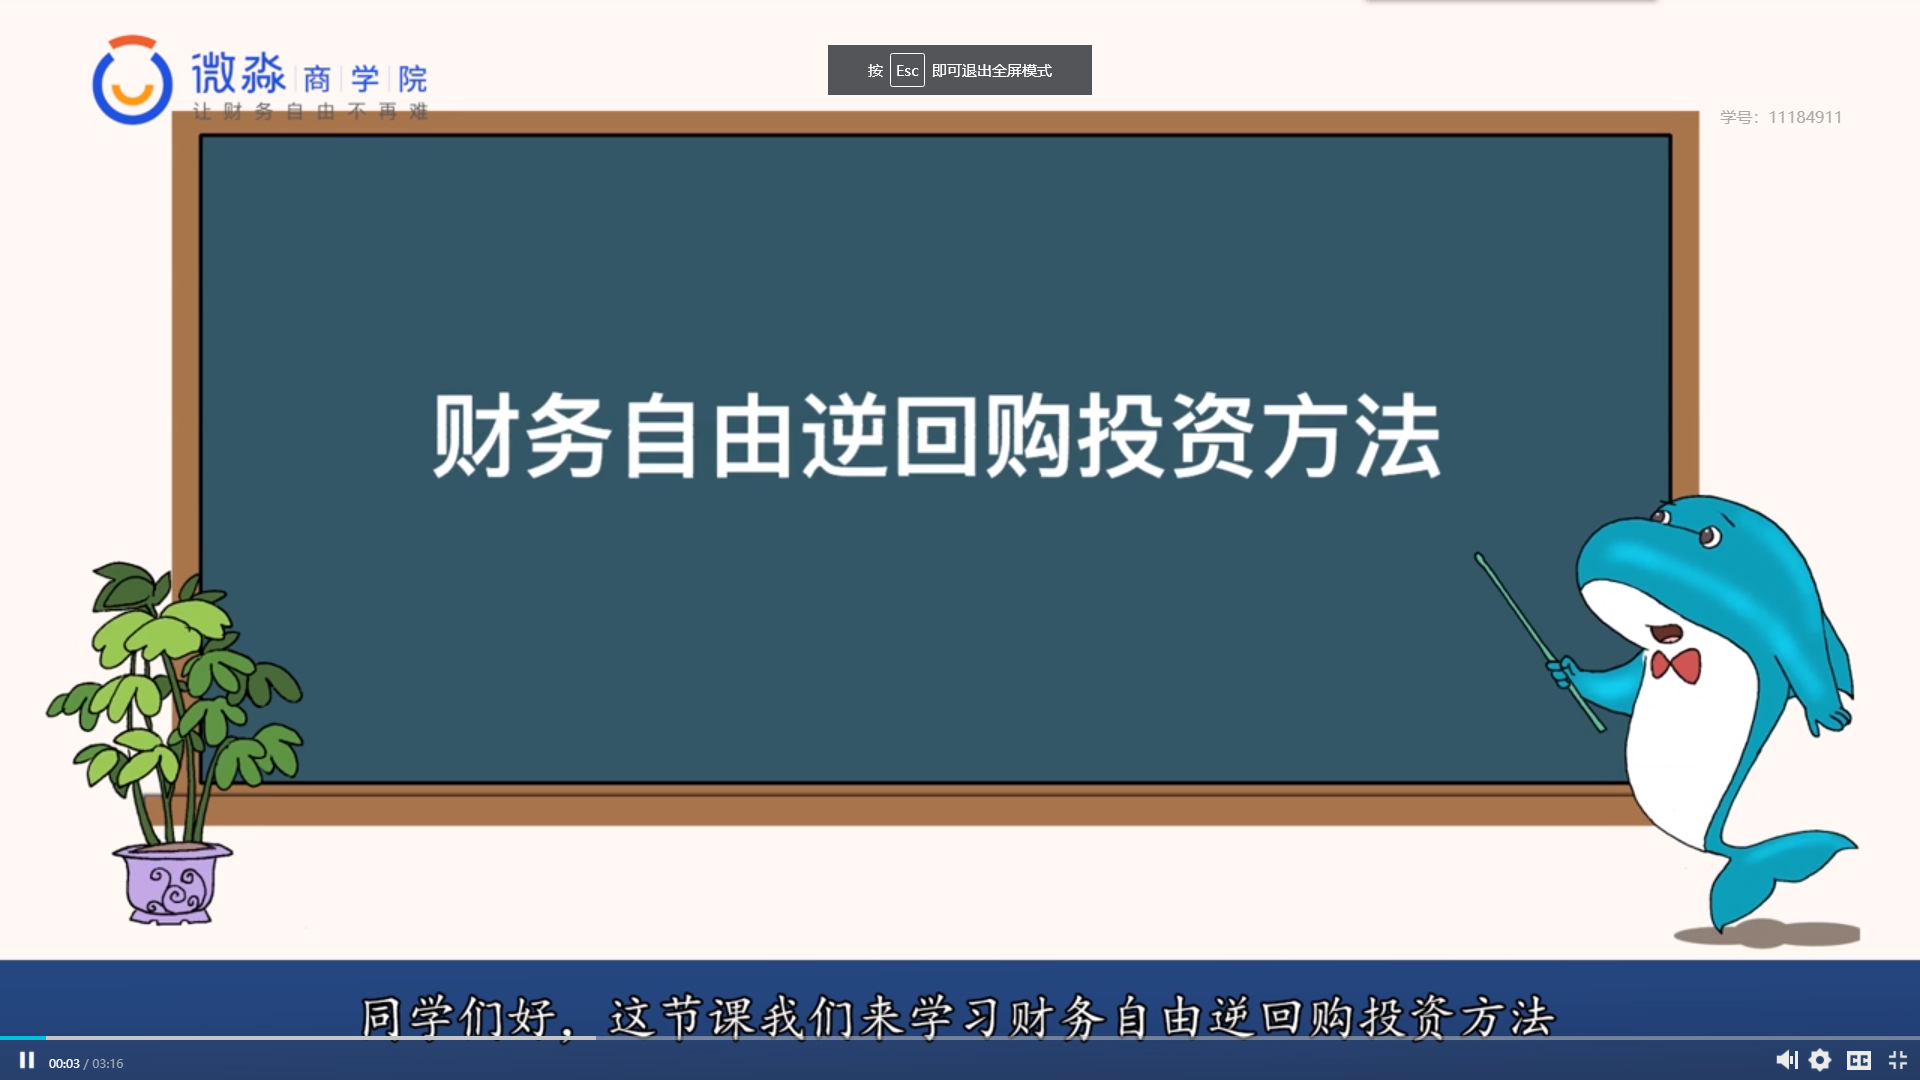 微淼 商 学 院
让财务自由不再难
按 Esc 即可退出全屏模式
学号：11184911
财务自由逆回购投资方法
同学们好，这节课我们来学习财务自由逆回购投资方法
00:03 / 03:16
CC